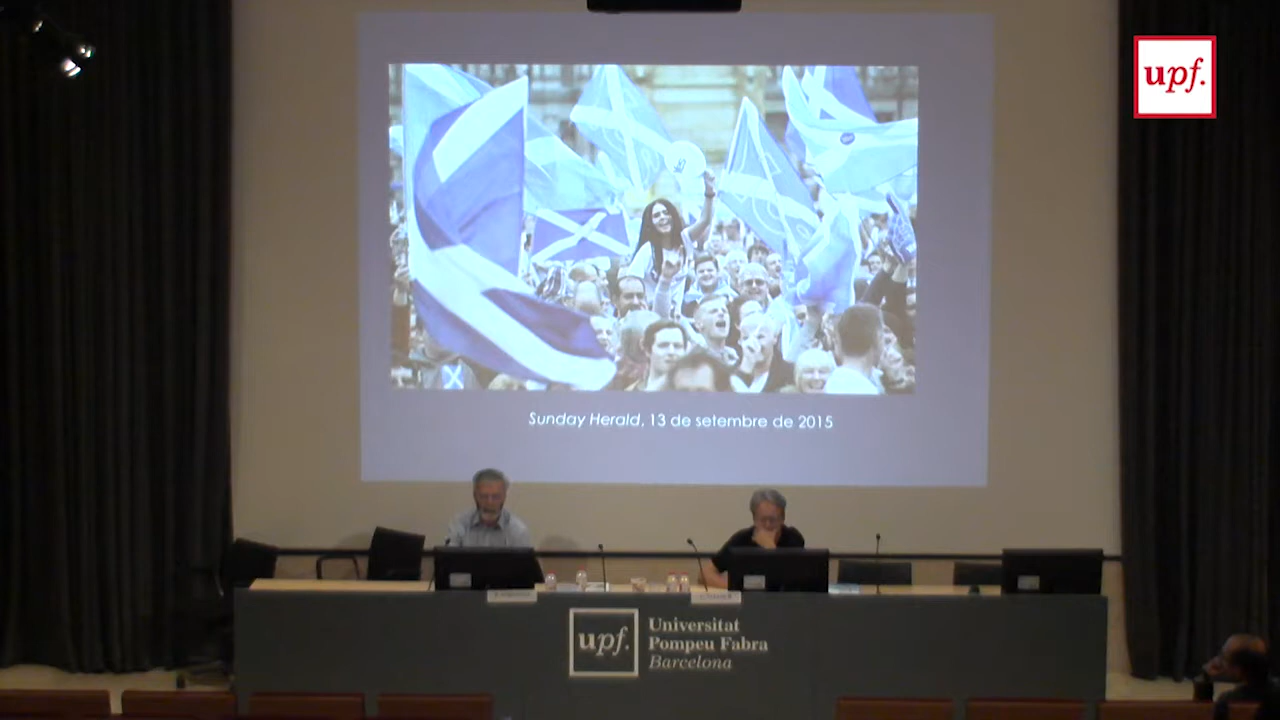 upf.
Sunday Herald, 13 de setembre de 2015
upf.
Universitat
Pompeu Fabra
Barcelona